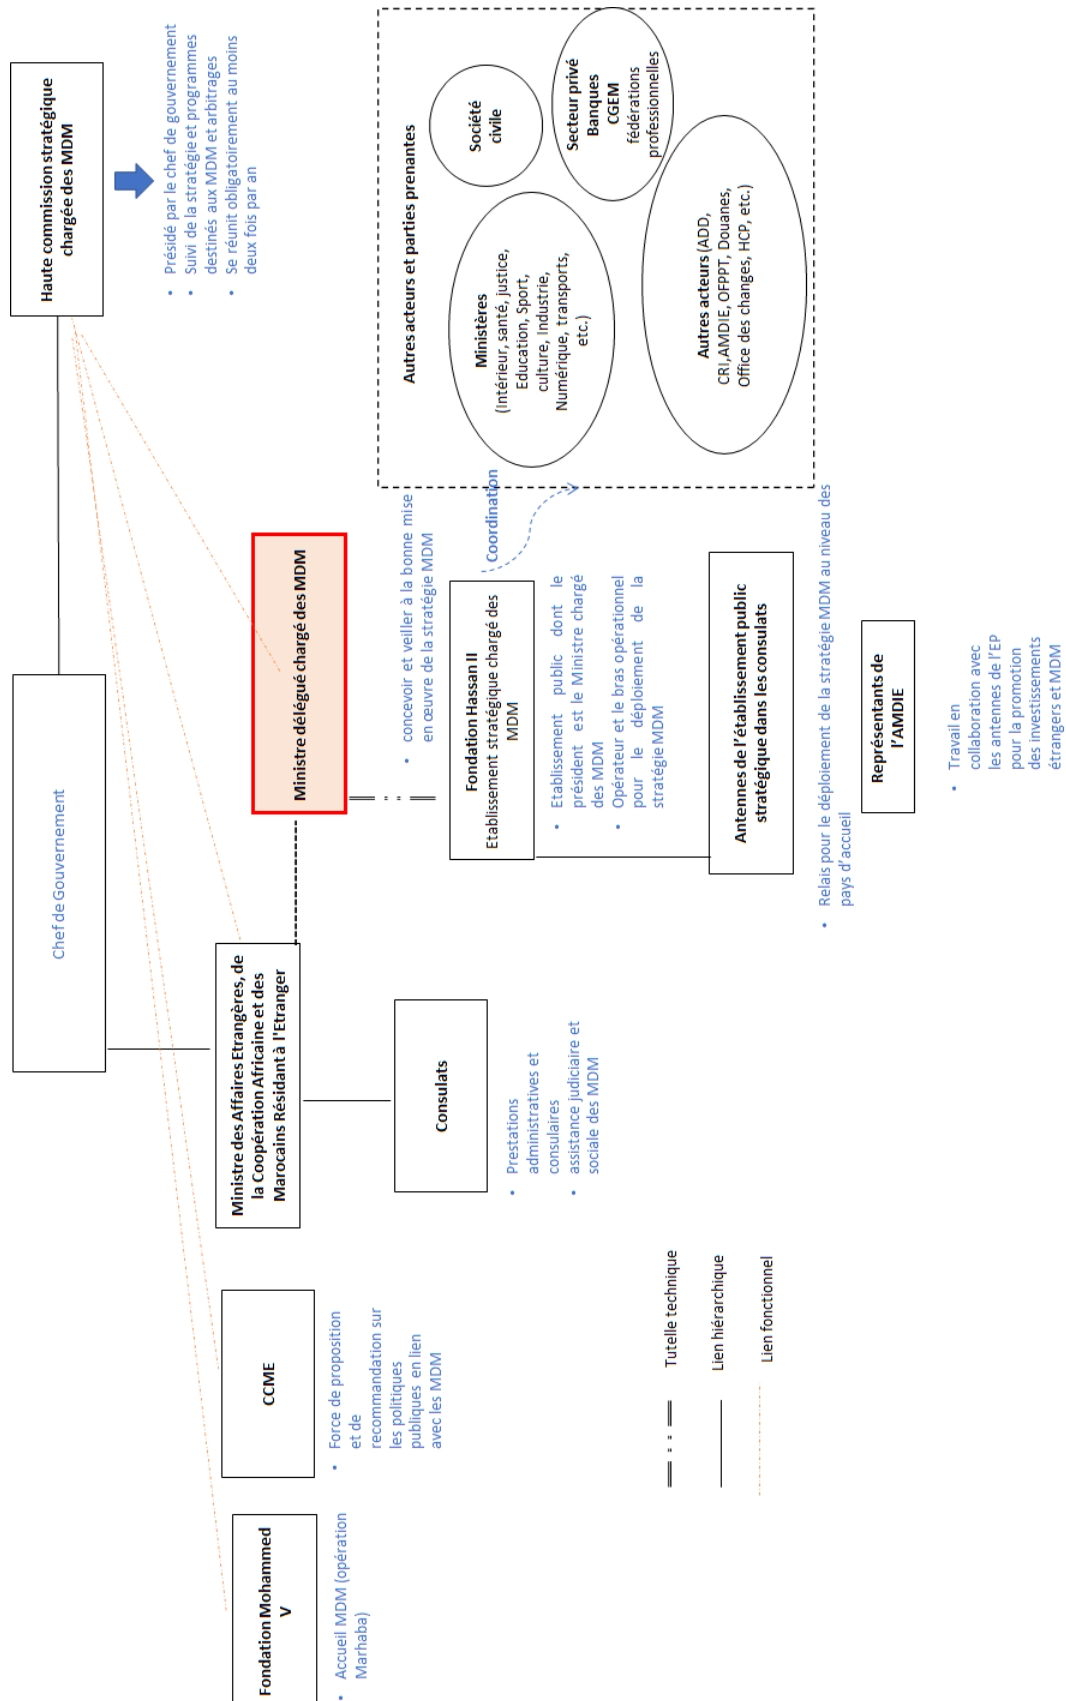 Chef de Gouvernement
Haute commission stratégique
chargée des MDM
• Présidé par le chef de gouvernement
• Suivi de la stratégie et programmes
destinés aux MDM et arbitrages
• Se réunit obligatoirement au moins
deux fois par an
Fondation Mohammed
V
• Accueil MDM (opération
Marhaba)
CCME
• Force de proposition
et de
recommandation sur
les politiques
publiques en lien
avec les MDM
Ministre des Affaires Etrangères, de
la Coopération Africaine et des
Marocains Résidant à l'Etranger
Consulats
• Prestations
administratives et
consulaires
• assistance judiciaire et
sociale des MDM
Ministre délégué chargé des MDM
• concevoir et veiller à la bonne mise
en œuvre de la stratégie MDM
Fondation Hassan II
Etablissement stratégique chargé des
MDM
Coordination
• Etablissement public dont le
président est le Ministre chargé
des MDM
• Opérateur et le bras opérationnel
pour le déploiement de la
stratégie MDM
Antennes de l'établissement public
stratégique dans les consulats
• Relais pour le déploiement de la stratégie MDM au niveau des
pays d'accueil
Représentants de
l'AMDIE
• Travail en
collaboration avec
les antennes de l'EP
pour la promotion
des investissements
étrangers et MDM
Autres acteurs et parties prenantes
Ministères
(Intérieur, santé, justice,
Education, Sport,
culture, Industrie,
Numérique, transports,
etc.)
Société
civile
Secteur privé
Banques
CGEM
fédérations
professionnelles
Autres acteurs (ADD,
CRI,AMDIE, OFPPT, Douanes,
Office des changes, HCP, etc.)
Tutelle technique
Lien hiérarchique
Lien fonctionnel